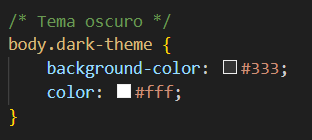 /* Tema oscuro */
body.dark-theme {
    background-color: #333;
    color: #fff;
}